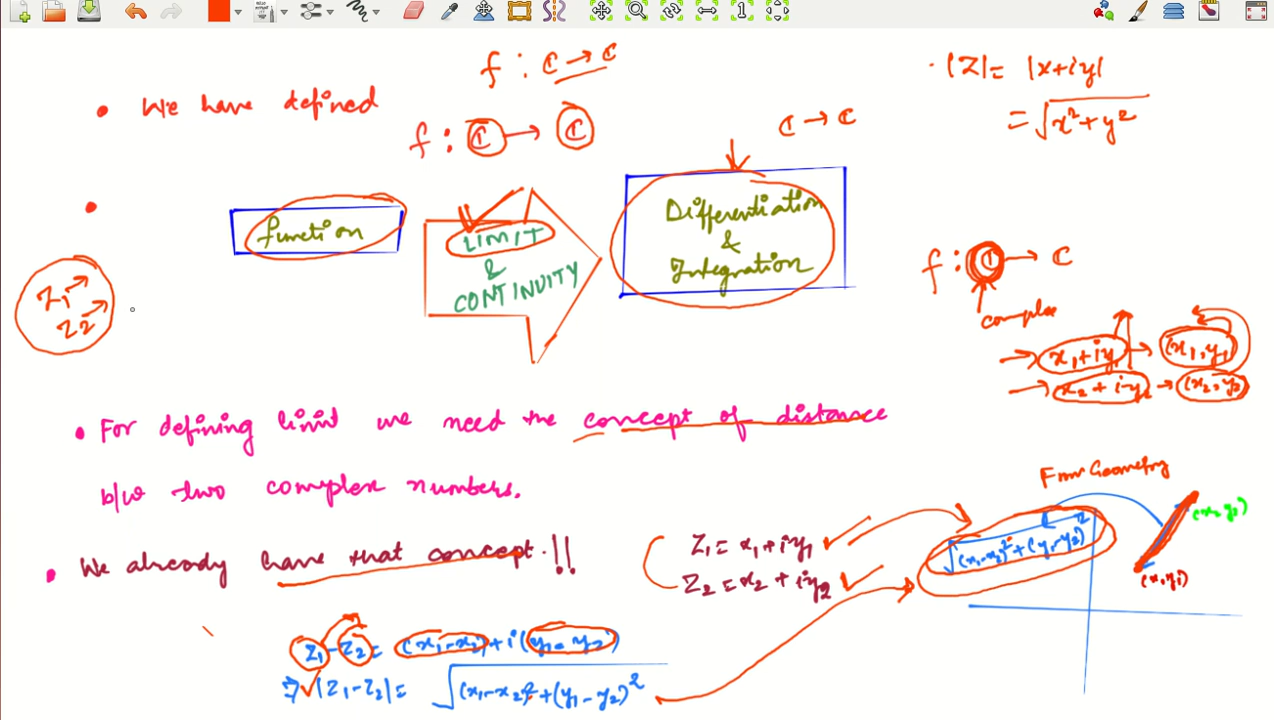 f : ℂ → ℂ
• We have defined
f : ℂ → ℂ
ℂ → ℂ
• |Z| = |x+iy|
= √x²+y²
•
function
LIMIT
&
CONTINUITY
Differentiation
&
Integration
Z₁
Z₂
f : ℂ → ℂ
complex
→ x₁+iy₁ → (x₁,y₁)
→ x₂+iy₂ → (x₂,y₂)
• For defining limit we need the concept of distance
b/w two complex numbers.
• We already have that concept.!!
Z₁ = x₁+iy₁
Z₂ = x₂+iy₂
From Geometry
√(x₁-x₂)²+(y₁-y₂)²
(x₁,y₁)
Z₁-Z₂ = (x₁-x₂)+i(y₁-y₂)
⇒ |Z₁-Z₂| = √(x₁-x₂)²+(y₁-y₂)²